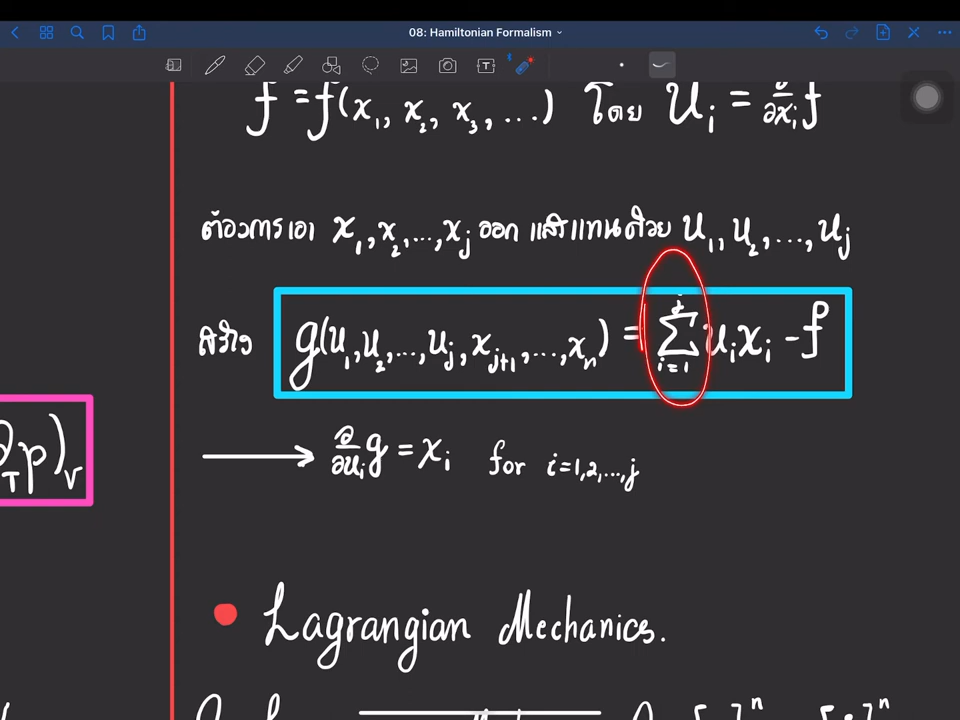 08: Hamiltonian Formalism
f = f(x₁, x₂, x₃, ...) โดย uᵢ = ∂/∂xᵢ f
ต้องการเอา x₁, x₂, ..., xⱼ ออก แล้วแทนด้วย u₁, u₂, ..., uⱼ
สร้าง g(u₁, u₂, ..., uⱼ, xⱼ₊₁, ..., xₙ) = Σᵢ₌₁ʲ uᵢxᵢ - f
∂T p)ᵥ
→ ∂/∂uᵢ g = xᵢ for i=1,2,...,j
Lagrangian Mechanics.